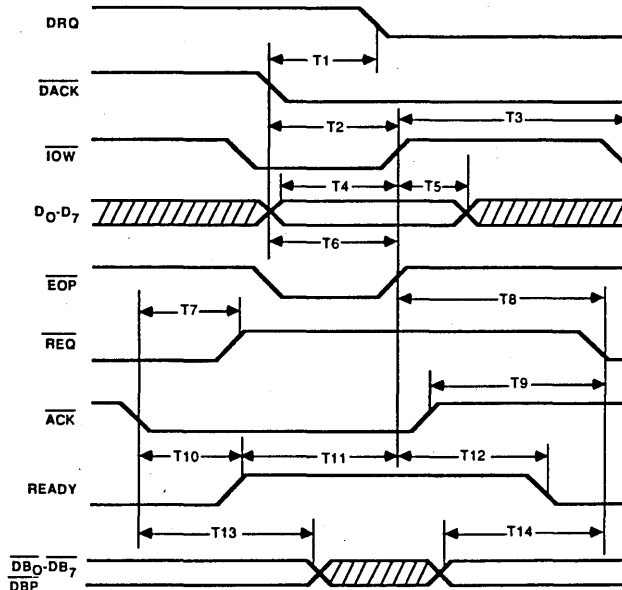 DRQ
T1
DACK
T2
T3
IOW
T4
T5
D0-D7
T6
EOP
T7
T8
REQ
T9
ACK
T10
T11
T12
READY
T13
T14
DB0-DB7
DBP